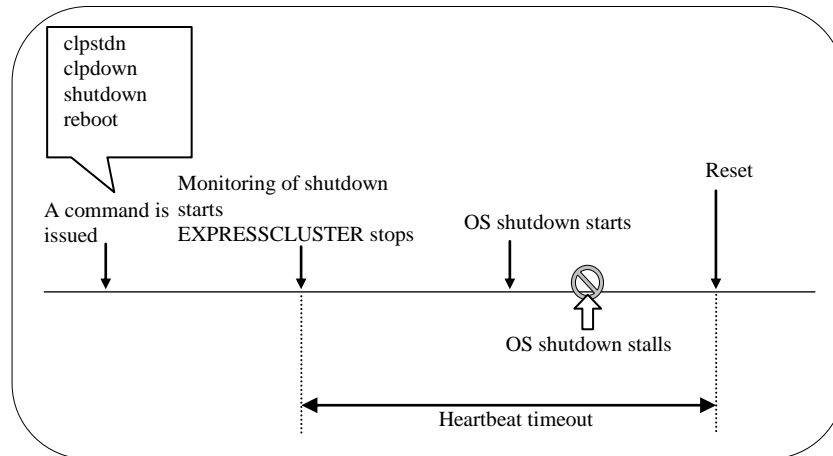 clpstdn
clpdown
shutdown
reboot
A command is
issued
Monitoring of shutdown
starts
EXPRESSCLUSTER stops
OS shutdown starts
Reset
OS shutdown stalls
Heartbeat timeout